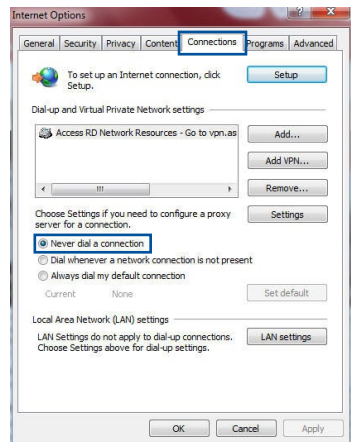 Internet Options
General Security Privacy Content Connections Programs Advanced
To set up an Internet connection, click
Setup.
Setup
Dial-up and Virtual Private Network settings
Access RD Network Resources - Go to vpn.as
Add...
Add VPN...
Remove...
Choose Settings if you need to configure a proxy
server for a connection.
Settings
Never dial a connection
Dial whenever a network connection is not present
Always dial my default connection
Current None
Set default
Local Area Network (LAN) settings
LAN Settings do not apply to dial-up connections.
Choose Settings above for dial-up settings.
LAN settings
OK Cancel Apply